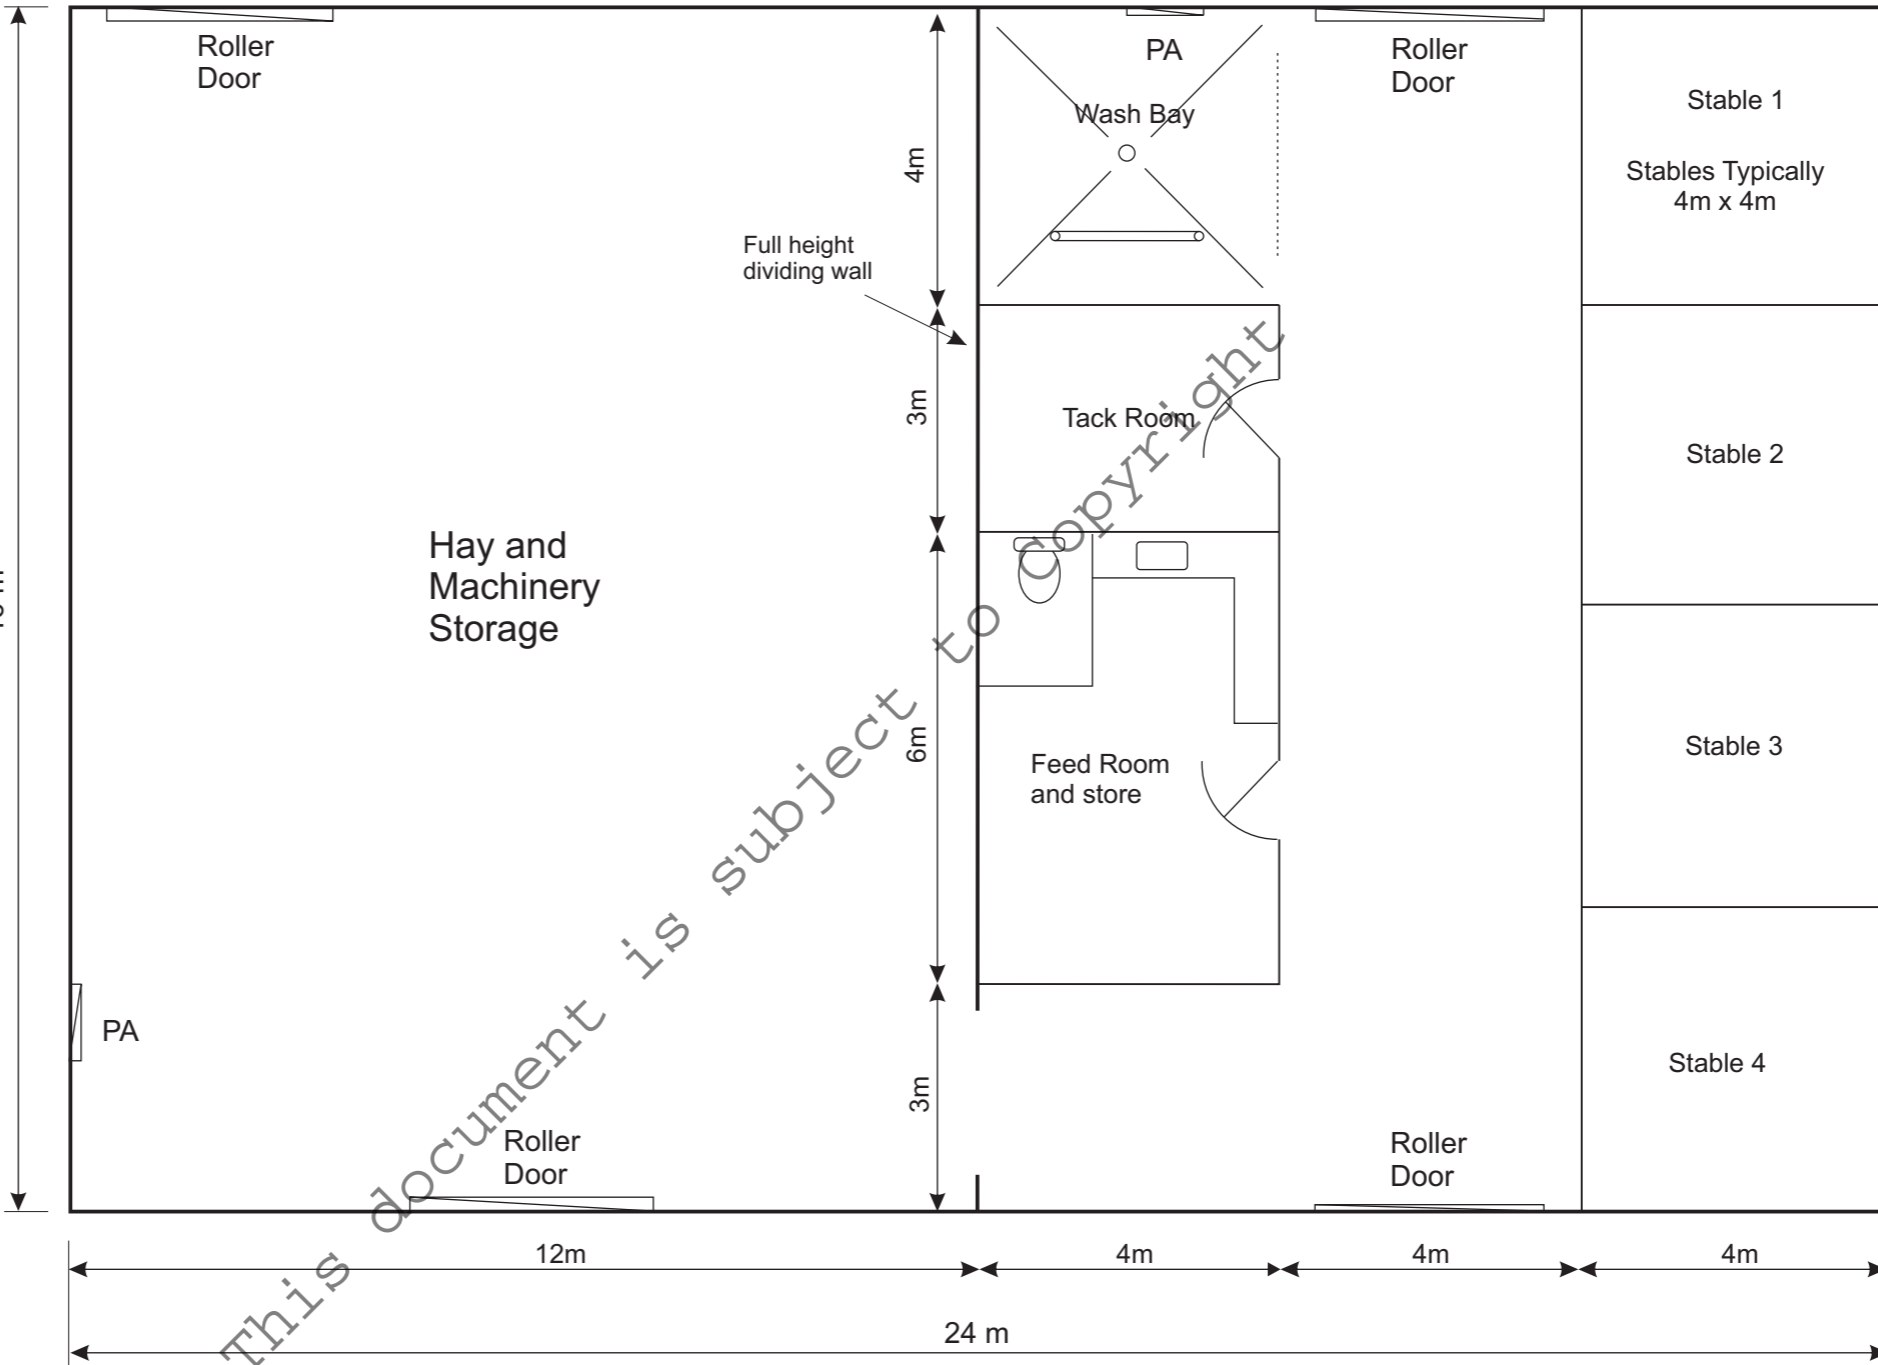 Roller
Door
PA
Roller
Door
Stable 1
Wash Bay
Stables Typically
4m x 4m
4m
Full height
dividing wall
3m
Tack Room
Stable 2
Hay and
Machinery
Storage
6m
Feed Room
and store
Stable 3
PA
3m
Stable 4
Roller
Door
Roller
Door
12m
4m
4m
4m
24 m
This document is subject to Copyright